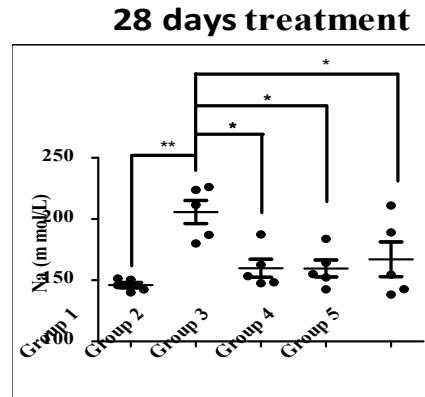 28 days treatment
*
*
**
*
250
200
150
100
Na (m mol/L)
Group 1
Group 2
Group 3
Group 4
Group 5